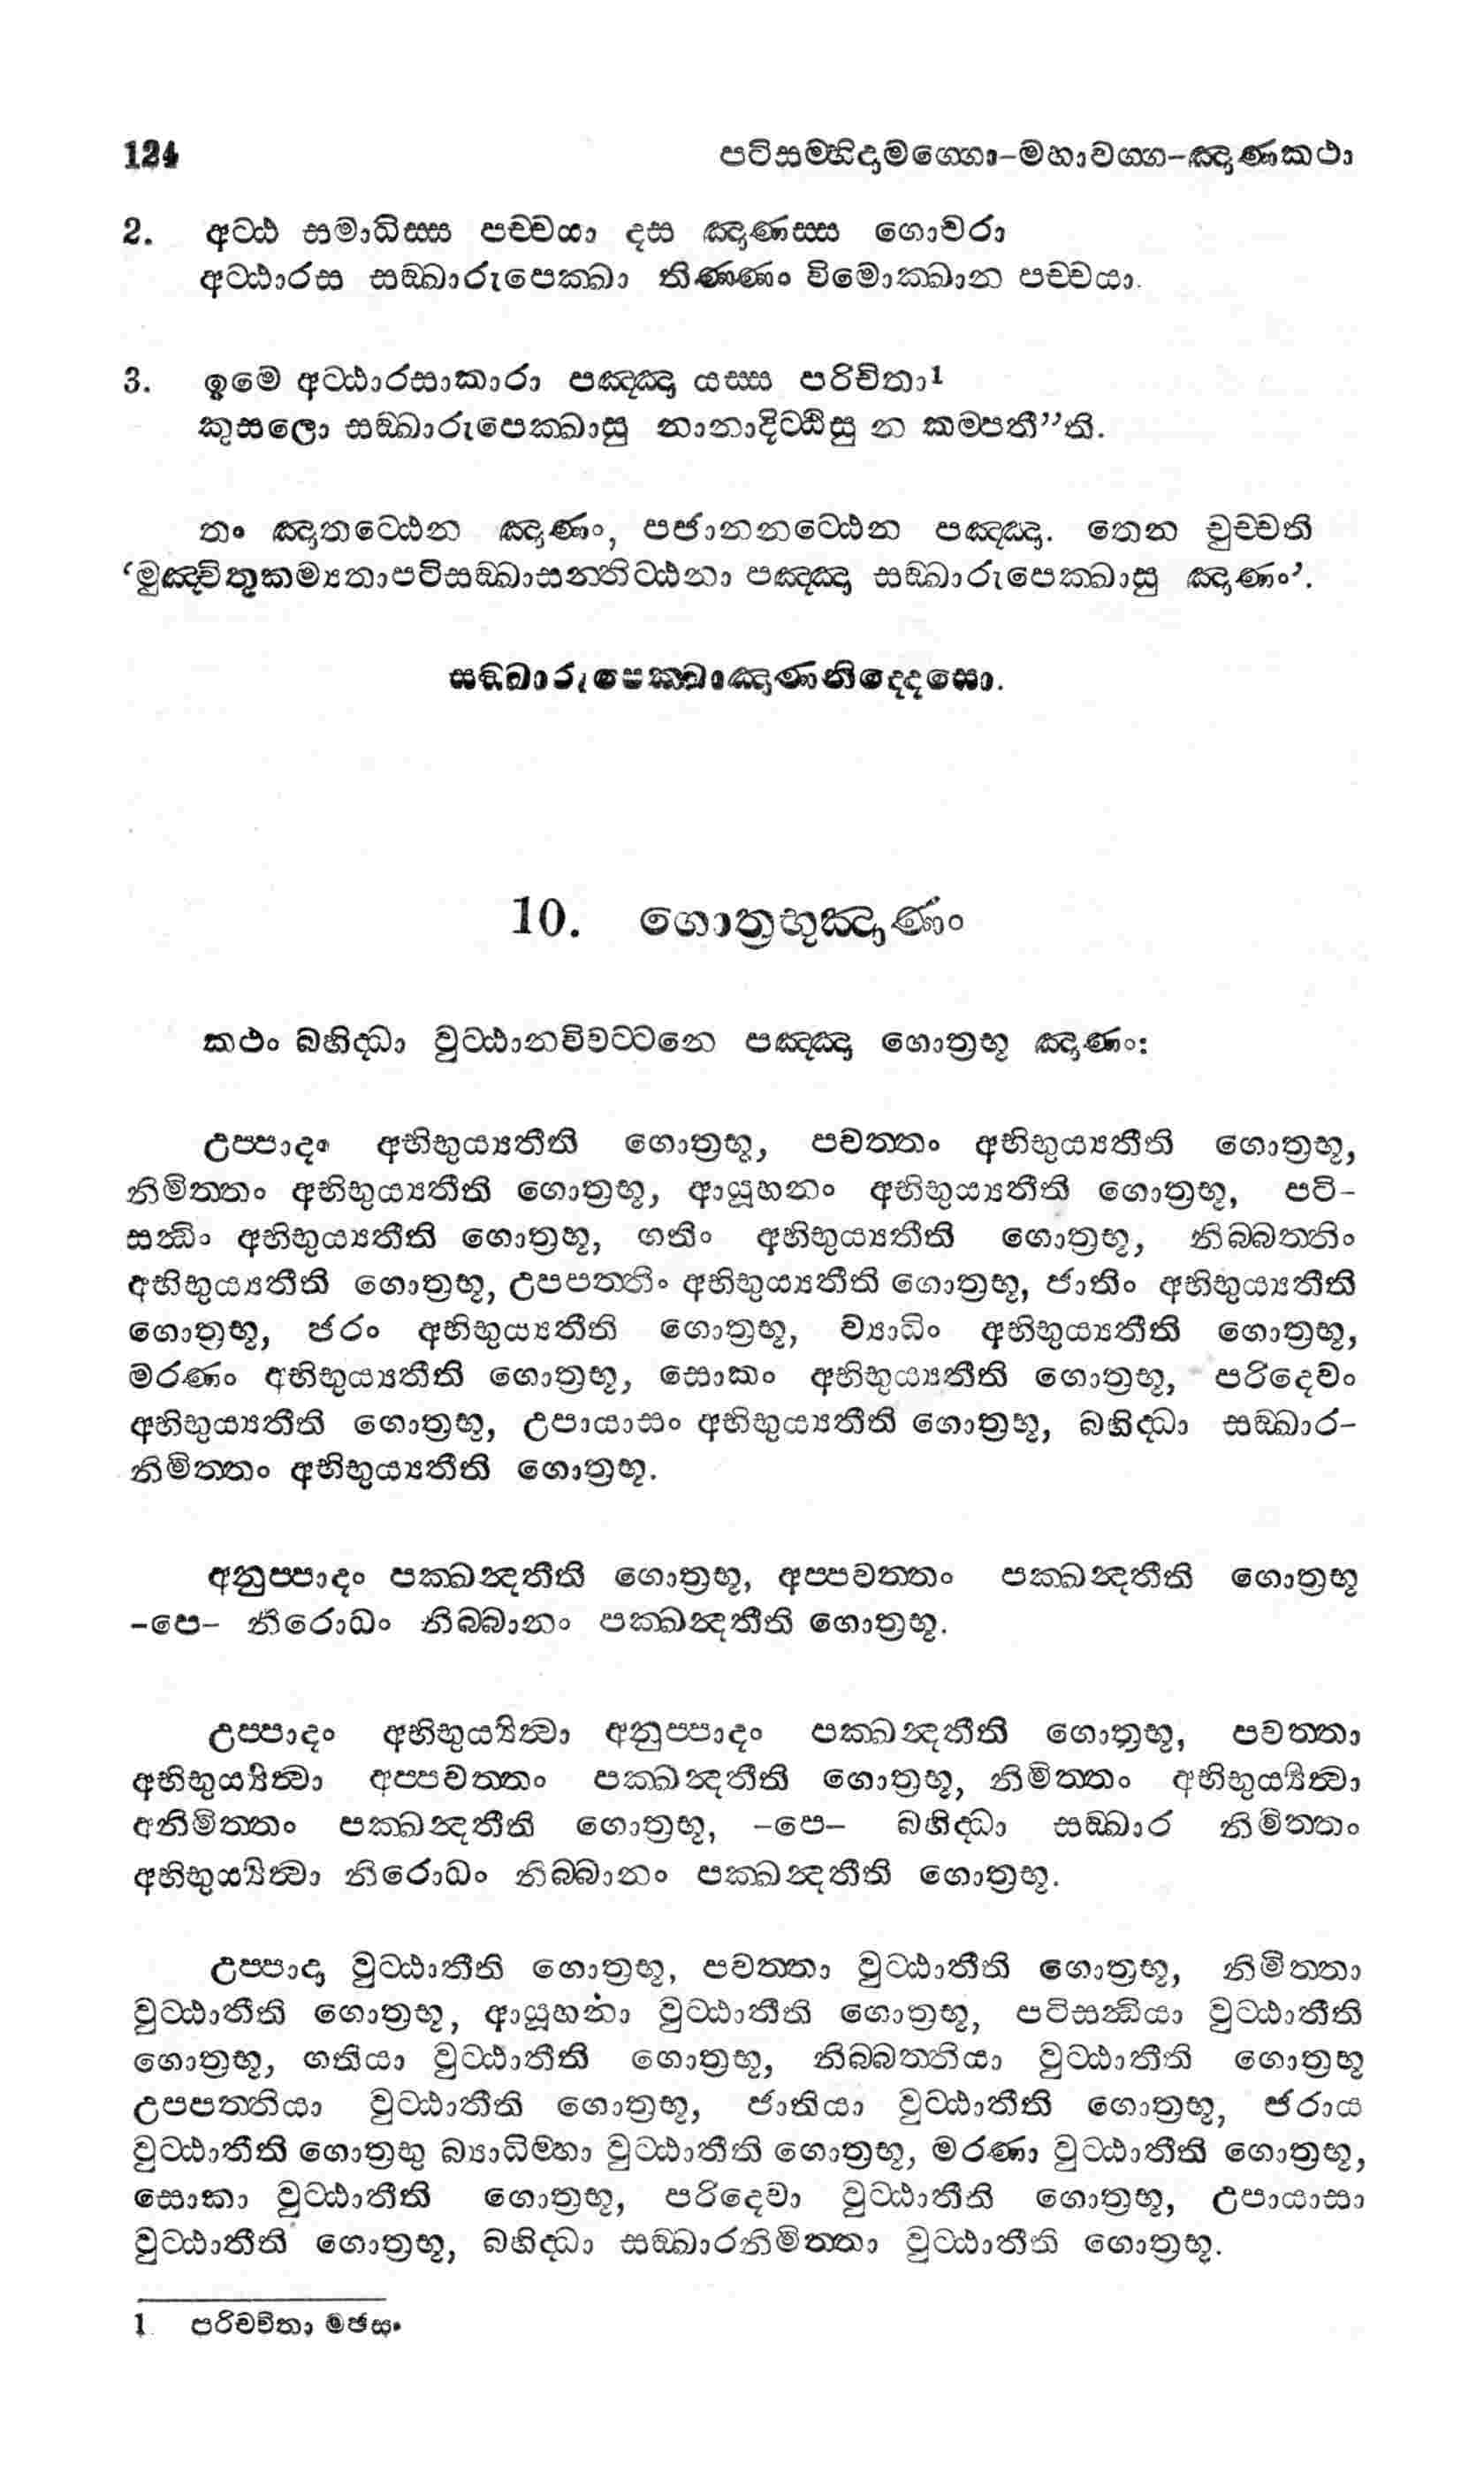 124 පටිසම්භිදාමග්ගො-මහාවග්ග-ඤාණකථා
2. අට්ඨ සමාධිස්ස පච්චයා දස ඤාණස්ස ගොචරා
අට්ඨාරස සඞ්ඛාරුපෙක්ඛා තිණ්ණං විමොක්ඛාන පච්චයා.
3. ඉමෙ අට්ඨාරසාකාරා පඤ්ඤා යස්ස පරිචිතා1
කුසලො සඞ්ඛාරුපෙක්ඛාසු නානාදිට්ඨිසු න කම්පතී”ති.
තං ඤාතට්ඨෙන ඤාණං, පජානනට්ඨෙන පඤ්ඤා. තෙන වුච්චති
‘මුඤ්චිතුකම්‍යතාපටිසඞ්ඛාසන්තිට්ඨනා පඤ්ඤා සඞ්ඛාරුපෙක්ඛාසු ඤාණං’.
සඞ්ඛාරුපෙක්ඛාඤාණනිද්දෙසො.
10. ගොත්‍රභූඤාණං
කථං බහිද්ධා වුට්ඨානවිවට්ටනෙ පඤ්ඤා ගොත්‍රභූ ඤාණං:
උප්පාදං අභිභුය්‍යතීති ගොත්‍රභූ, පවත්තං අභිභුය්‍යතීති ගොත්‍රභූ,
නිමිත්තං අභිභුය්‍යතීති ගොත්‍රභූ, ආයූහනං අභිභුය්‍යතීති ගොත්‍රභූ, පටි-
සන්ධිං අභිභුය්‍යතීති ගොත්‍රභූ, ගතිං අභිභුය්‍යතීති ගොත්‍රභූ, නිබ්බත්තිං
අභිභුය්‍යතීති ගොත්‍රභූ, උපපත්තිං අභිභුය්‍යතීති ගොත්‍රභූ, ජාතිං අභිභුය්‍යතීති
ගොත්‍රභූ, ජරං අභිභුය්‍යතීති ගොත්‍රභූ, ව්‍යාධිං අභිභුය්‍යතීති ගොත්‍රභූ,
මරණං අභිභුය්‍යතීති ගොත්‍රභූ, සොකං අභිභුය්‍යතීති ගොත්‍රභූ, පරිදෙවං
අභිභුය්‍යතීති ගොත්‍රභූ, උපායාසං අභිභුය්‍යතීති ගොත්‍රභූ, බහිද්ධා සඞ්ඛාර-
නිමිත්තං අභිභුය්‍යතීති ගොත්‍රභූ.
අනුප්පාදං පක්ඛන්දතීති ගොත්‍රභූ, අප්පවත්තං පක්ඛන්දතීති ගොත්‍රභූ
-පෙ- නිරොධං නිබ්බානං පක්ඛන්දතීති ගොත්‍රභූ.
උප්පාදං අභිභුය්‍යිත්‍වා අනුප්පාදං පක්ඛන්දතීති ගොත්‍රභූ, පවත්තා
අභිභුය්‍යිත්‍වා අප්පවත්තං පක්ඛන්දතීති ගොත්‍රභූ, නිමිත්තං අභිභුය්‍යිත්‍වා
අනිමිත්තං පක්ඛන්දතීති ගොත්‍රභූ, -පෙ- බහිද්ධා සඞ්ඛාර නිමිත්තං
අභිභුය්‍යිත්‍වා නිරොධං නිබ්බානං පක්ඛන්දතීති ගොත්‍රභූ.
උප්පාදා වුට්ඨාතීති ගොත්‍රභූ, පවත්තා වුට්ඨාතීති ගොත්‍රභූ, නිමිත්තා
වුට්ඨාතීති ගොත්‍රභූ, ආයූහනා වුට්ඨාතීති ගොත්‍රභූ, පටිසන්ධියා වුට්ඨාතීති
ගොත්‍රභූ, ගතියා වුට්ඨාතීති ගොත්‍රභූ, නිබ්බත්තියා වුට්ඨාතීති ගොත්‍රභූ
උපපත්තියා වුට්ඨාතීති ගොත්‍රභූ, ජාතියා වුට්ඨාතීති ගොත්‍රභූ, ජරාය
වුට්ඨාතීති ගොත්‍රභු බ්‍යාධිම්හා වුට්ඨාතීති ගොත්‍රභූ, මරණා වුට්ඨාතීති ගොත්‍රභූ,
සොකා වුට්ඨාතීති ගොත්‍රභූ, පරිදෙවා වුට්ඨාතීති ගොත්‍රභූ, උපායාසා
වුට්ඨාතීති ගොත්‍රභූ, බහිද්ධා සඞ්ඛාරනිමිත්තා වුට්ඨාතීති ගොත්‍රභූ.
1 පරිච්චිතා මඡසං